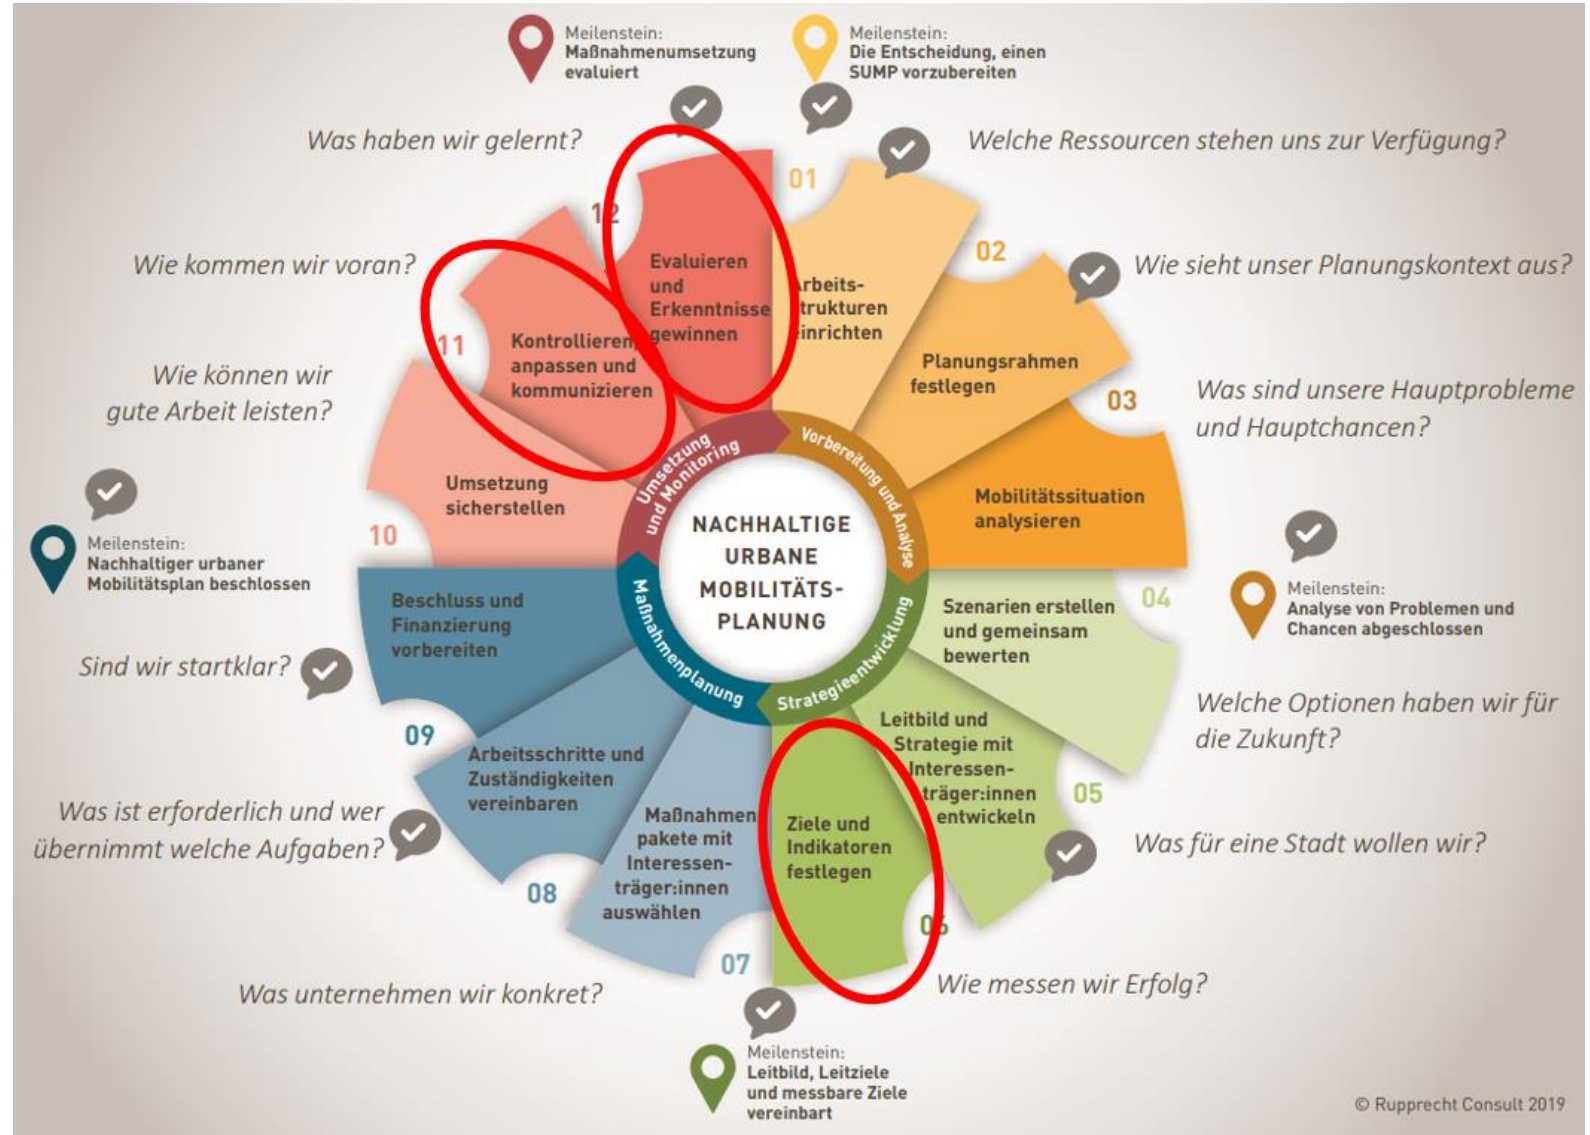 Meilenstein:
Maßnahmenumsetzung
evaluiert
Meilenstein:
Die Entscheidung, einen
SUMP vorzubereiten
Was haben wir gelernt?
Welche Ressourcen stehen uns zur Verfügung?
01
Arbeits-
strukturen
einrichten
02
Planungsrahmen
festlegen
Wie sieht unser Planungskontext aus?
03
Mobilitätssituation
analysieren
Was sind unsere Hauptprobleme
und Hauptchancen?
Meilenstein:
Analyse von Problemen und
Chancen abgeschlossen
04
Szenarien erstellen
und gemeinsam
bewerten
Welche Optionen haben wir für
die Zukunft?
05
Leitbild und
Strategie mit
Interessen-
träger:innen
entwickeln
Was für eine Stadt wollen wir?
06
Ziele und
Indikatoren
festlegen
Wie messen wir Erfolg?
Meilenstein:
Leitbild, Leitziele
und messbare Ziele
vereinbart
07
Maßnahmen
pakete mit
Interessen-
träger:innen
auswählen
Was unternehmen wir konkret?
08
Arbeitsschritte und
Zuständigkeiten
vereinbaren
Was ist erforderlich und wer
übernimmt welche Aufgaben?
09
Beschluss und
Finanzierung
vorbereiten
Sind wir startklar?
Meilenstein:
Nachhaltiger urbaner
Mobilitätsplan beschlossen
10
Umsetzung
sicherstellen
Wie können wir
gute Arbeit leisten?
11
Kontrollieren,
anpassen und
kommunizieren
Wie kommen wir voran?
12
Evaluieren
und
Erkenntnisse
gewinnen
Vorbereitung und Analyse
Strategieentwicklung
Maßnahmenplanung
Umsetzung
und Monitoring
NACHHALTIGE
URBANE
MOBILITÄTS-
PLANUNG
© Rupprecht Consult 2019